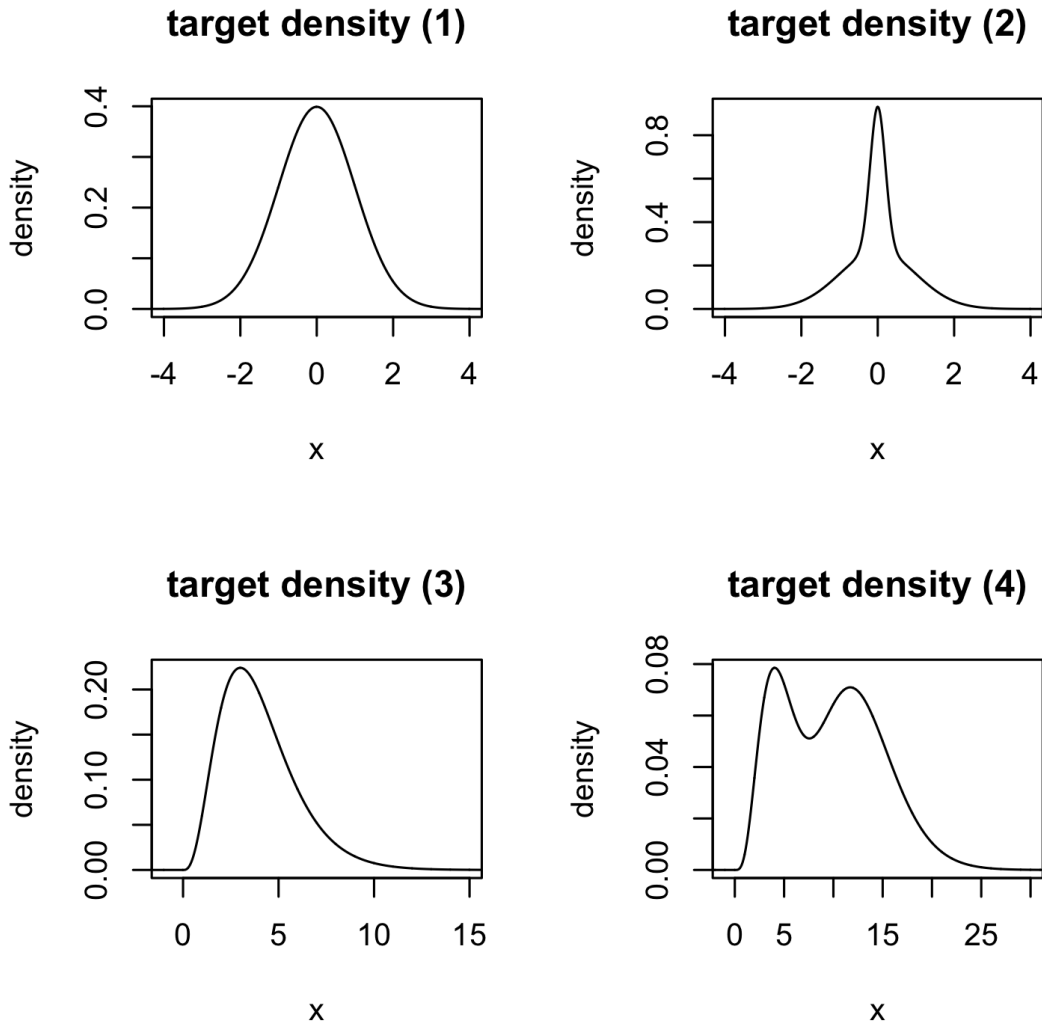 target density (1)
density
0.0
0.2
0.4
-4 -2 0 2 4
x
target density (2)
density
0.0
0.4
0.8
-4 -2 0 2 4
x
target density (3)
density
0.00
0.10
0.20
0 5 10 15
x
target density (4)
density
0.00
0.04
0.08
0 5 15 25
x